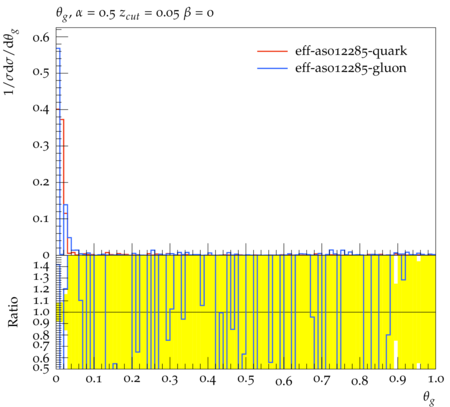 θg, α = 0.5 zcut = 0.05 β = 0
1/σdσ/dθg
0.6
0.5
0.4
0.3
0.2
0.1
0
eff-as012285-quark
eff-as012285-gluon
Ratio
1.4
1.3
1.2
1.1
1.0
0.9
0.8
0.7
0.6
0.5
0 0.1 0.2 0.3 0.4 0.5 0.6 0.7 0.8 0.9 1.0
θg